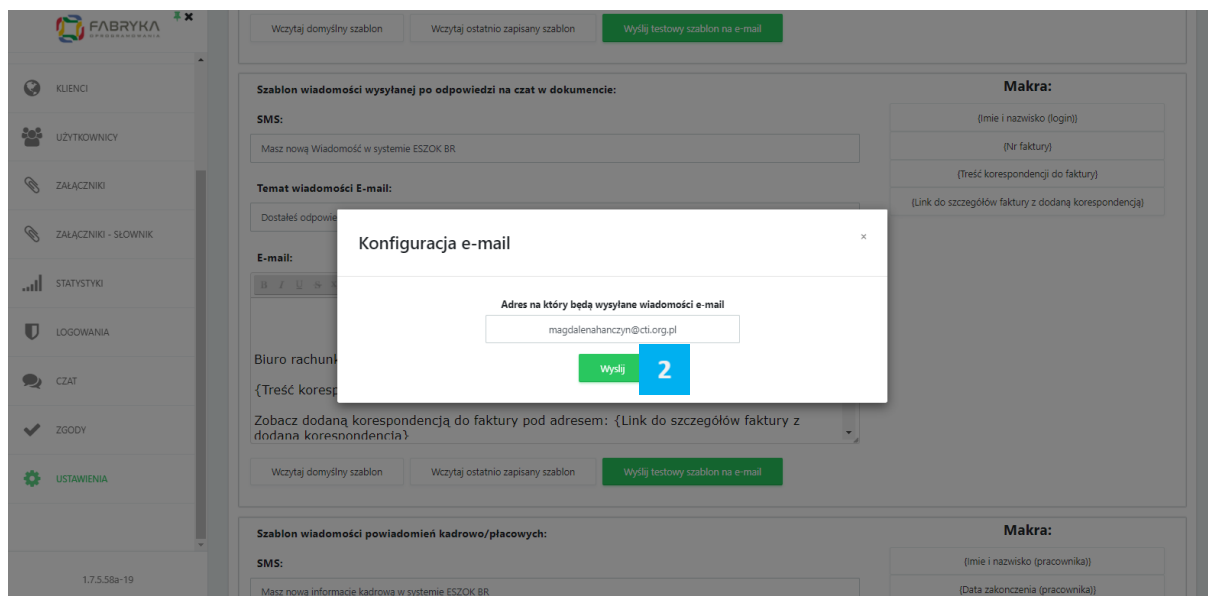 FABRYKA
OPROGRAMOWANIA
KLIENCI
UŻYTKOWNICY
ZAŁĄCZNIKI
ZAŁĄCZNIKI - SŁOWNIK
STATYSTYKI
LOGOWANIA
CZAT
ZGODY
USTAWIENIA
1.7.5.58a-19
Wczytaj domyślny szablon Wczytaj ostatnio zapisany szablon Wyślij testowy szablon na e-mail
Szablon wiadomości wysyłanej po odpowiedzi na czat w dokumencie:
SMS:
Masz nową Wiadomość w systemie ESZOK BR
Temat wiadomości E-mail:
Dostałeś odpowie
E-mail:
B I U S
Biuro rachunk
{Treść koresp
Zobacz dodaną korespondencją do faktury pod adresem: {Link do szczegółów faktury z
dodaną korespondencją}
Wczytaj domyślny szablon Wczytaj ostatnio zapisany szablon Wyślij testowy szablon na e-mail
Makra:
{Imie i nazwisko (login)}
{Nr faktury}
{Treść korespondencji do faktury}
{Link do szczegółów faktury z dodaną korespondencją}
Konfiguracja e-mail
×
Adres na który będą wysyłane wiadomości e-mail
magdalenahanczyn@cti.org.pl
Wyslij
2
Szablon wiadomości powiadomień kadrowo/płacowych:
SMS:
Masz nową informacje kadrową w systemie ESZOK BR
Makra:
{Imie i nazwisko (pracownika)}
{Data zakonczenia (pracownika)}